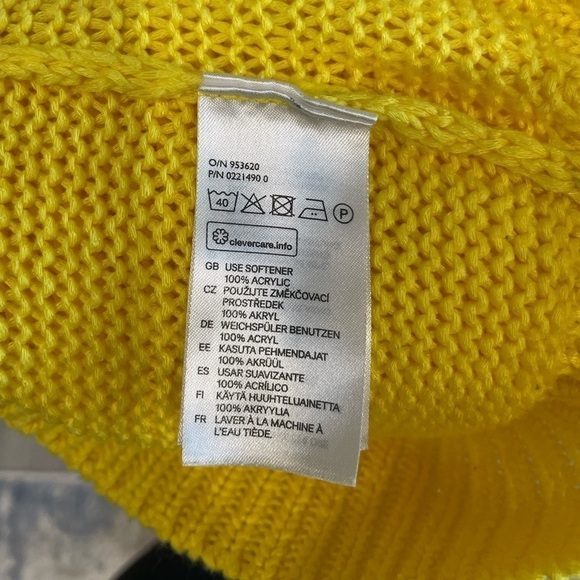 O/N 953620
P/N 0221490 0
40 P
clevercare.info
GB USE SOFTENER
100% ACRYLIC
CZ POUŽIJTE ZMĚKČOVACÍ
PROSTŘEDEK
100% AKRYL
DE WEICHSPÜLER BENUTZEN
100% ACRYL
EE KASUTA PEHMENDAJAT
100% AKRÜÜL
ES USAR SUAVIZANTE
100% ACRÍLICO
FI KÄYTÄ HUUHTELUAINETTA
100% AKRYYLIA
FR LAVER À LA MACHINE À
L'EAU TIÈDE.